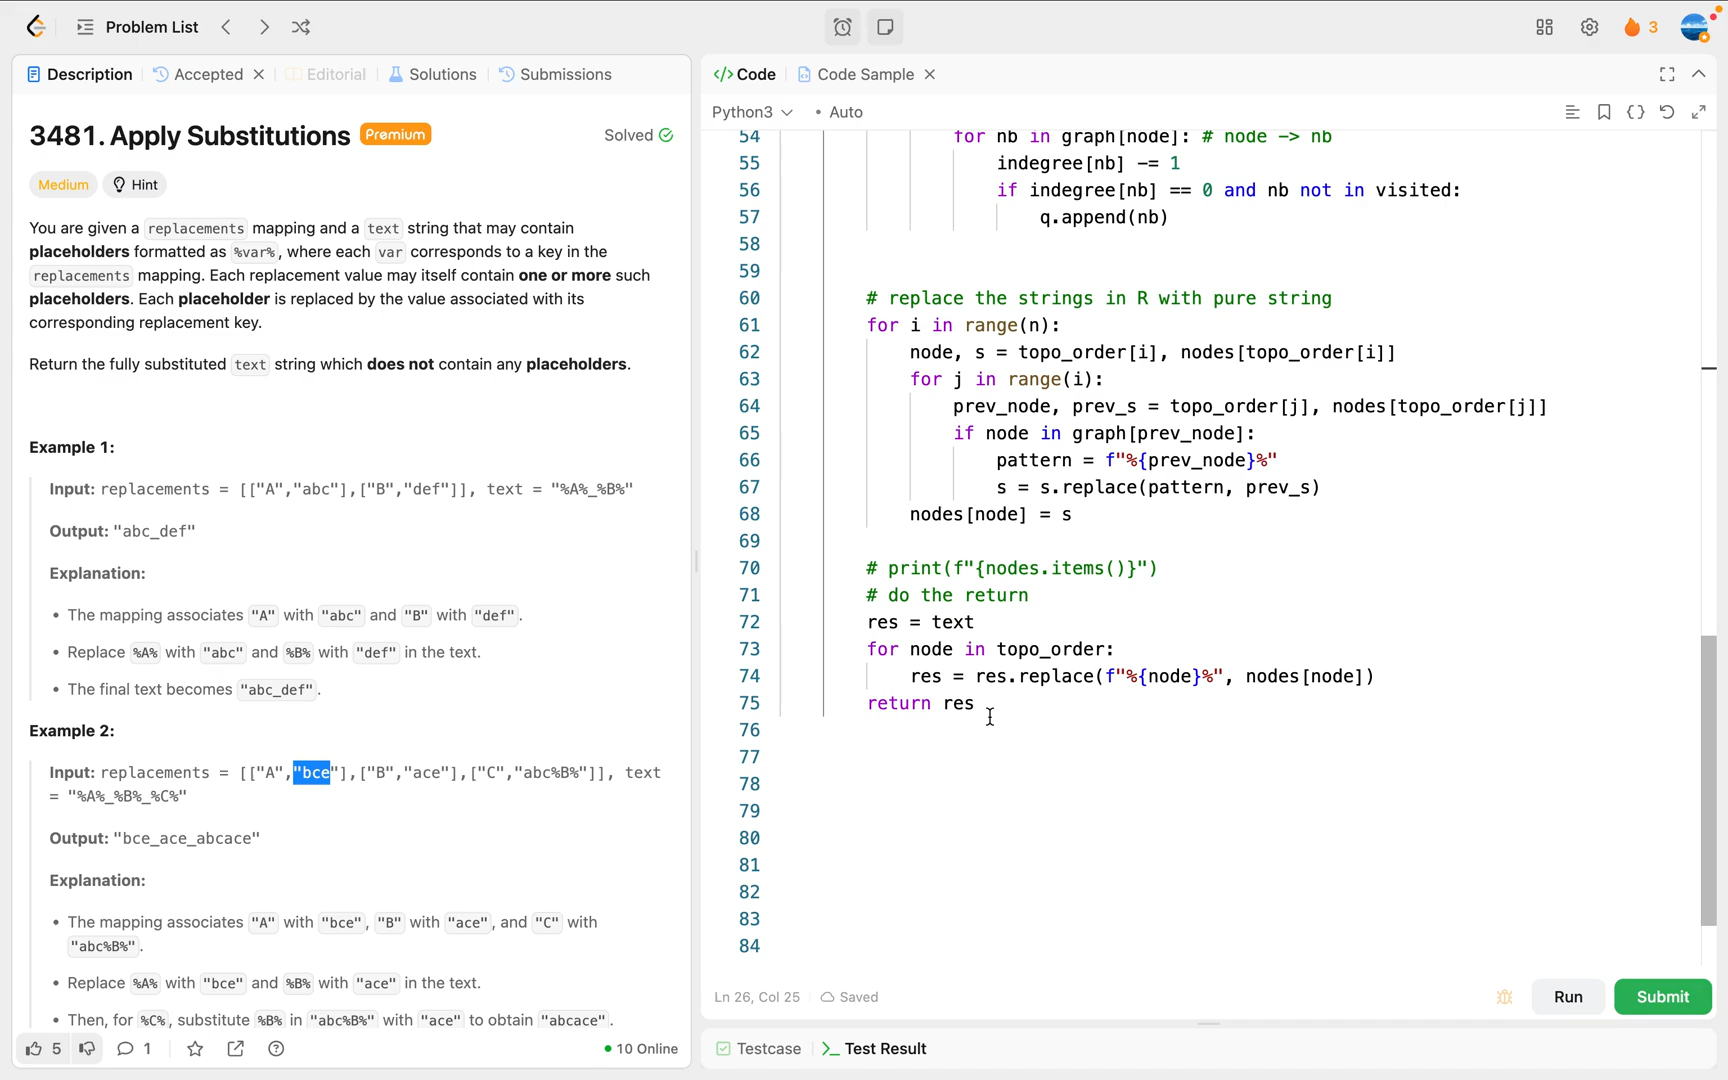 Problem List
3
Description
Accepted
Editorial
Solutions
Submissions
3481. Apply Substitutions
Premium
Solved
Medium
Hint
You are given a replacements mapping and a text string that may contain
placeholders formatted as %var%, where each var corresponds to a key in the
replacements mapping. Each replacement value may itself contain one or more such
placeholders. Each placeholder is replaced by the value associated with its
corresponding replacement key.
Return the fully substituted text string which does not contain any placeholders.
Example 1:
Input: replacements = [["A","abc"],["B","def"]], text = "%A%_%B%"
Output: "abc_def"
Explanation:
• The mapping associates "A" with "abc" and "B" with "def".
• Replace %A% with "abc" and %B% with "def" in the text.
• The final text becomes "abc_def".
Example 2:
Input: replacements = [["A","bce"],["B","ace"],["C","abc%B%"]], text
= "%A%_%B%_%C%"
Output: "bce_ace_abcace"
Explanation:
• The mapping associates "A" with "bce", "B" with "ace", and "C" with
"abc%B%".
• Replace %A% with "bce" and %B% with "ace" in the text.
• Then, for %C%, substitute %B% in "abc%B%" with "ace" to obtain "abcace".
5
1
10 Online
</> Code
Code Sample
Python3
• Auto
54 for nb in graph[node]: # node -> nb
55 indegree[nb] -= 1
56 if indegree[nb] == 0 and nb not in visited:
57 q.append(nb)
58
59
60 # replace the strings in R with pure string
61 for i in range(n):
62 node, s = topo_order[i], nodes[topo_order[i]]
63 for j in range(i):
64 prev_node, prev_s = topo_order[j], nodes[topo_order[j]]
65 if node in graph[prev_node]:
66 pattern = f"%{prev_node}%"
67 s = s.replace(pattern, prev_s)
68 nodes[node] = s
69
70 # print(f"{nodes.items()}")
71 # do the return
72 res = text
73 for node in topo_order:
74 res = res.replace(f"%{node}%", nodes[node])
75 return res
76
77
78
79
80
81
82
83
84
Ln 26, Col 25
Saved
Run
Submit
Testcase
Test Result